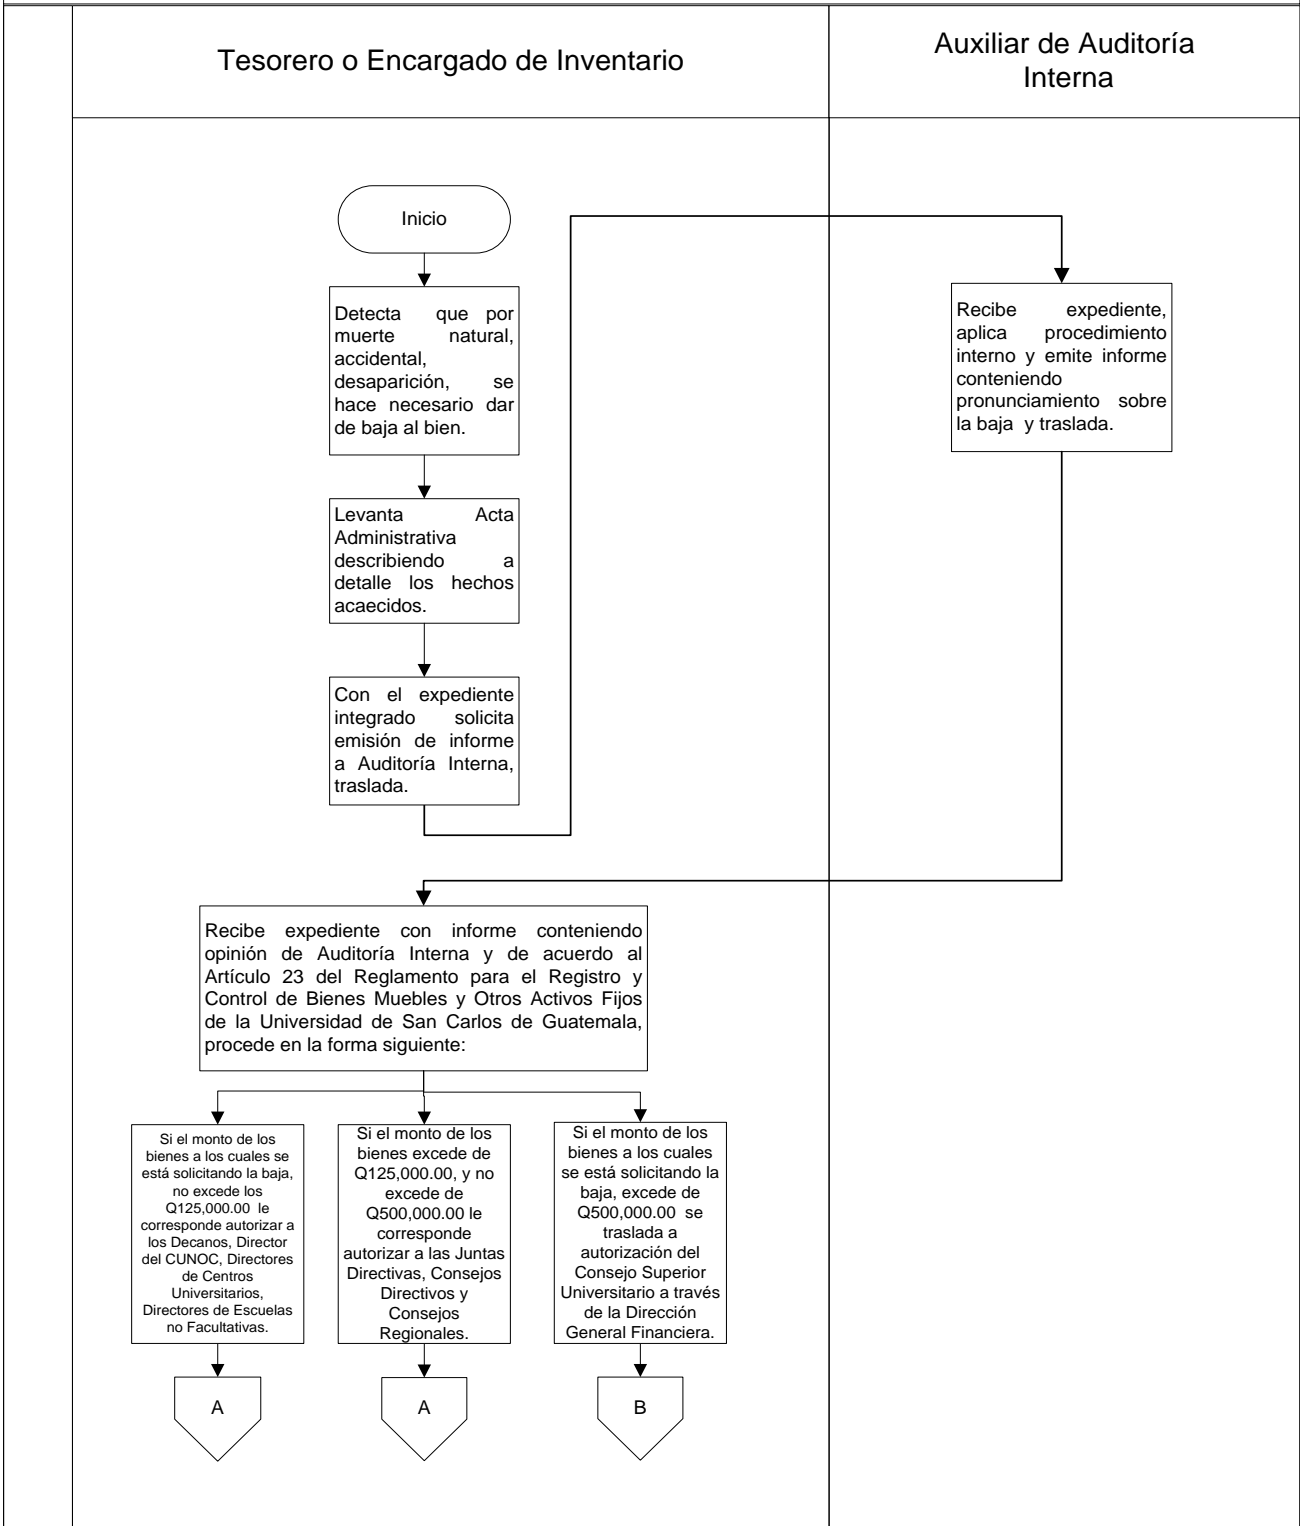 Tesorero o Encargado de Inventario
Auxiliar de Auditoría
Interna
Inicio
Detecta que por
muerte natural,
accidental,
desaparición, se
hace necesario dar
de baja al bien.
Levanta Acta
Administrativa
describiendo a
detalle los hechos
acaecidos.
Con el expediente
integrado solicita
emisión de informe
a Auditoría Interna,
traslada.
Recibe expediente,
aplica procedimiento
interno y emite informe
conteniendo
pronunciamiento sobre
la baja y traslada.
Recibe expediente con informe conteniendo
opinión de Auditoría Interna y de acuerdo al
Artículo 23 del Reglamento para el Registro y
Control de Bienes Muebles y Otros Activos Fijos
de la Universidad de San Carlos de Guatemala,
procede en la forma siguiente:
Si el monto de los
bienes a los cuales se
está solicitando la baja,
no excede los
Q125,000.00 le
corresponde autorizar a
los Decanos, Director
del CUNOC, Directores
de Centros
Universitarios,
Directores de Escuelas
no Facultativas.
Si el monto de los
bienes excede de
Q125,000.00, y no
excede de
Q500,000.00 le
corresponde
autorizar a las Juntas
Directivas, Consejos
Directivos y
Consejos
Regionales.
Si el monto de los
bienes a los cuales
se está solicitando la
baja, excede de
Q500,000.00 se
traslada a
autorización del
Consejo Superior
Universitario a través
de la Dirección
General Financiera.
A
A
B